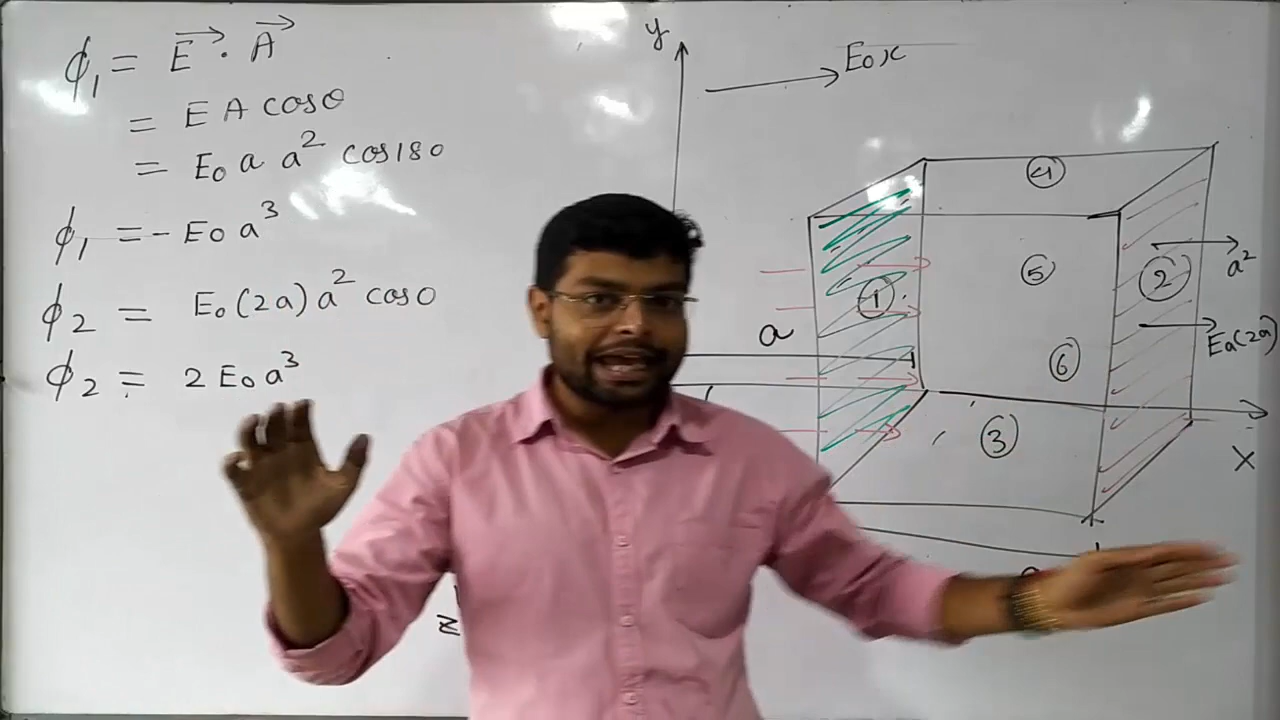 ϕ₁ = E⃗ · A⃗
= E A cosθ
= E₀ a a² cos180
ϕ₁ = - E₀ a³
ϕ₂ = E₀ (2a) a² cos0
ϕ₂ = 2 E₀ a³
y
E₀x
4
a²
5
2
1
a
Ea(2a)
6
3
x
z